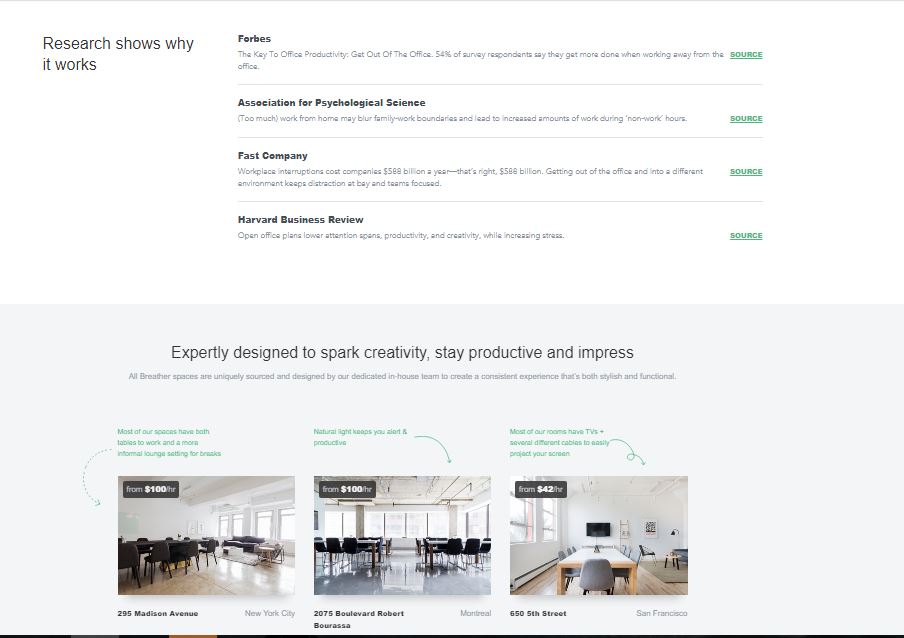 Research shows why
it works
Forbes
The Key To Office Productivity: Get Out Of The Office. 54% of survey respondents say they get more done when working away from the
office.
SOURCE
Association for Psychological Science
(Too much) work from home may blur family-work boundaries and lead to increased amounts of work during 'non-work' hours.
SOURCE
Fast Company
Workplace interruptions cost companies $588 billion a year—that's right, $588 billion. Getting out of the office and into a different
environment keeps distraction at bay and teams focused.
SOURCE
Harvard Business Review
Open office plans lower attention spans, productivity, and creativity, while increasing stress.
SOURCE
Expertly designed to spark creativity, stay productive and impress
All Breather spaces are uniquely sourced and designed by our dedicated in-house team to create a consistent experience that's both stylish and functional.
Most of our spaces have both
tables to work and a more
informal lounge setting for breaks
Natural light keeps you alert &
productive
Most of our rooms have TVs +
several different cables to easily
project your screen
from $100/hr
from $100/hr
from $42/hr
295 Madison Avenue
New York City
2075 Boulevard Robert
Bourassa
Montreal
650 5th Street
San Francisco